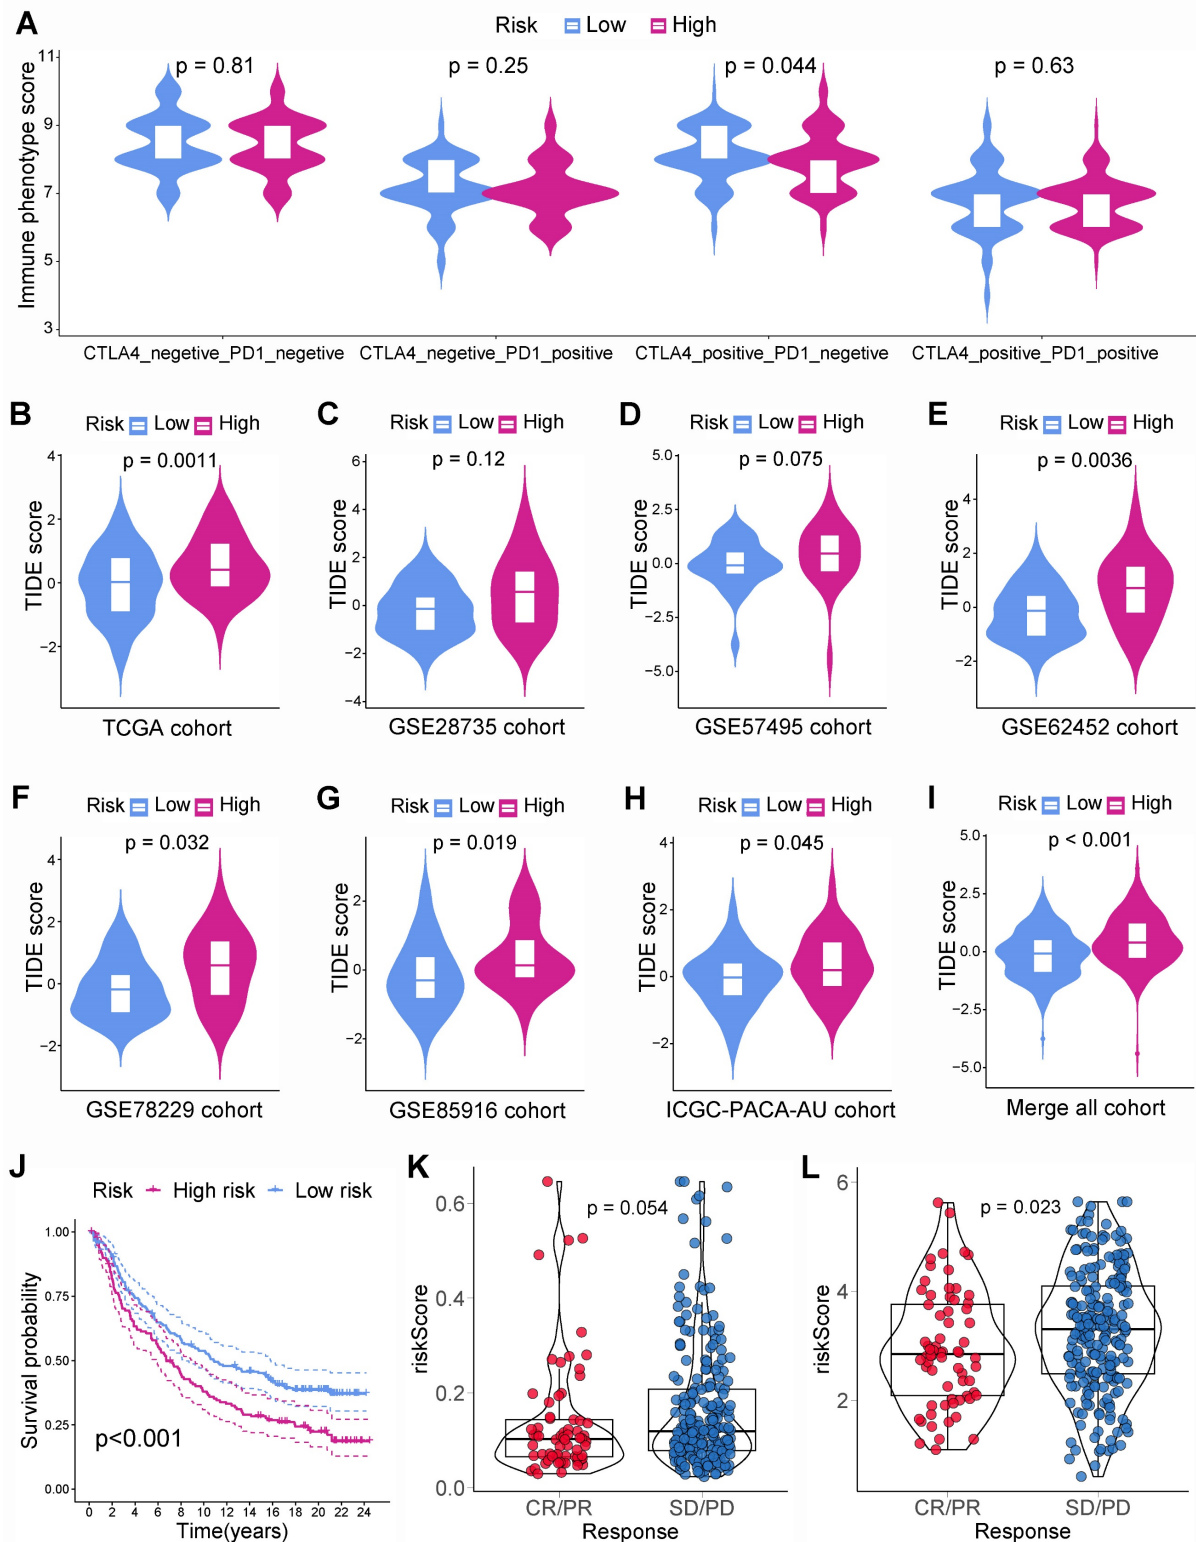 A
Risk Low High
Immune phenotype score
11
9
7
5
3
p = 0.81
p = 0.25
p = 0.044
p = 0.63
CTLA4_negetive_PD1_negetive
CTLA4_negetive_PD1_positive
CTLA4_positive_PD1_negetive
CTLA4_positive_PD1_positive
B
Risk Low High
p = 0.0011
TIDE score
4
2
0
−2
TCGA cohort
C
Risk Low High
p = 0.12
TIDE score
6
4
2
0
−2
−4
GSE28735 cohort
D
Risk Low High
p = 0.075
TIDE score
5.0
2.5
0.0
−2.5
−5.0
GSE57495 cohort
E
Risk Low High
p = 0.0036
TIDE score
4
2
0
−2
GSE62452 cohort
F
Risk Low High
p = 0.032
TIDE score
4
2
0
−2
GSE78229 cohort
G
Risk Low High
p = 0.019
TIDE score
2
0
−2
GSE85916 cohort
H
Risk Low High
p = 0.045
TIDE score
4
2
0
−2
ICGC-PACA-AU cohort
I
Risk Low High
p < 0.001
TIDE score
5.0
2.5
0.0
−2.5
−5.0
Merge all cohort
J
Risk High risk Low risk
Survival probability
1.00
0.75
0.50
0.25
0.00
p<0.001
0 2 4 6 8 10 12 14 16 18 20 22 24
Time(years)
K
p = 0.054
riskScore
0.6
0.4
0.2
0.0
CR/PR SD/PD
Response
L
p = 0.023
riskScore
6
4
2
CR/PR SD/PD
Response